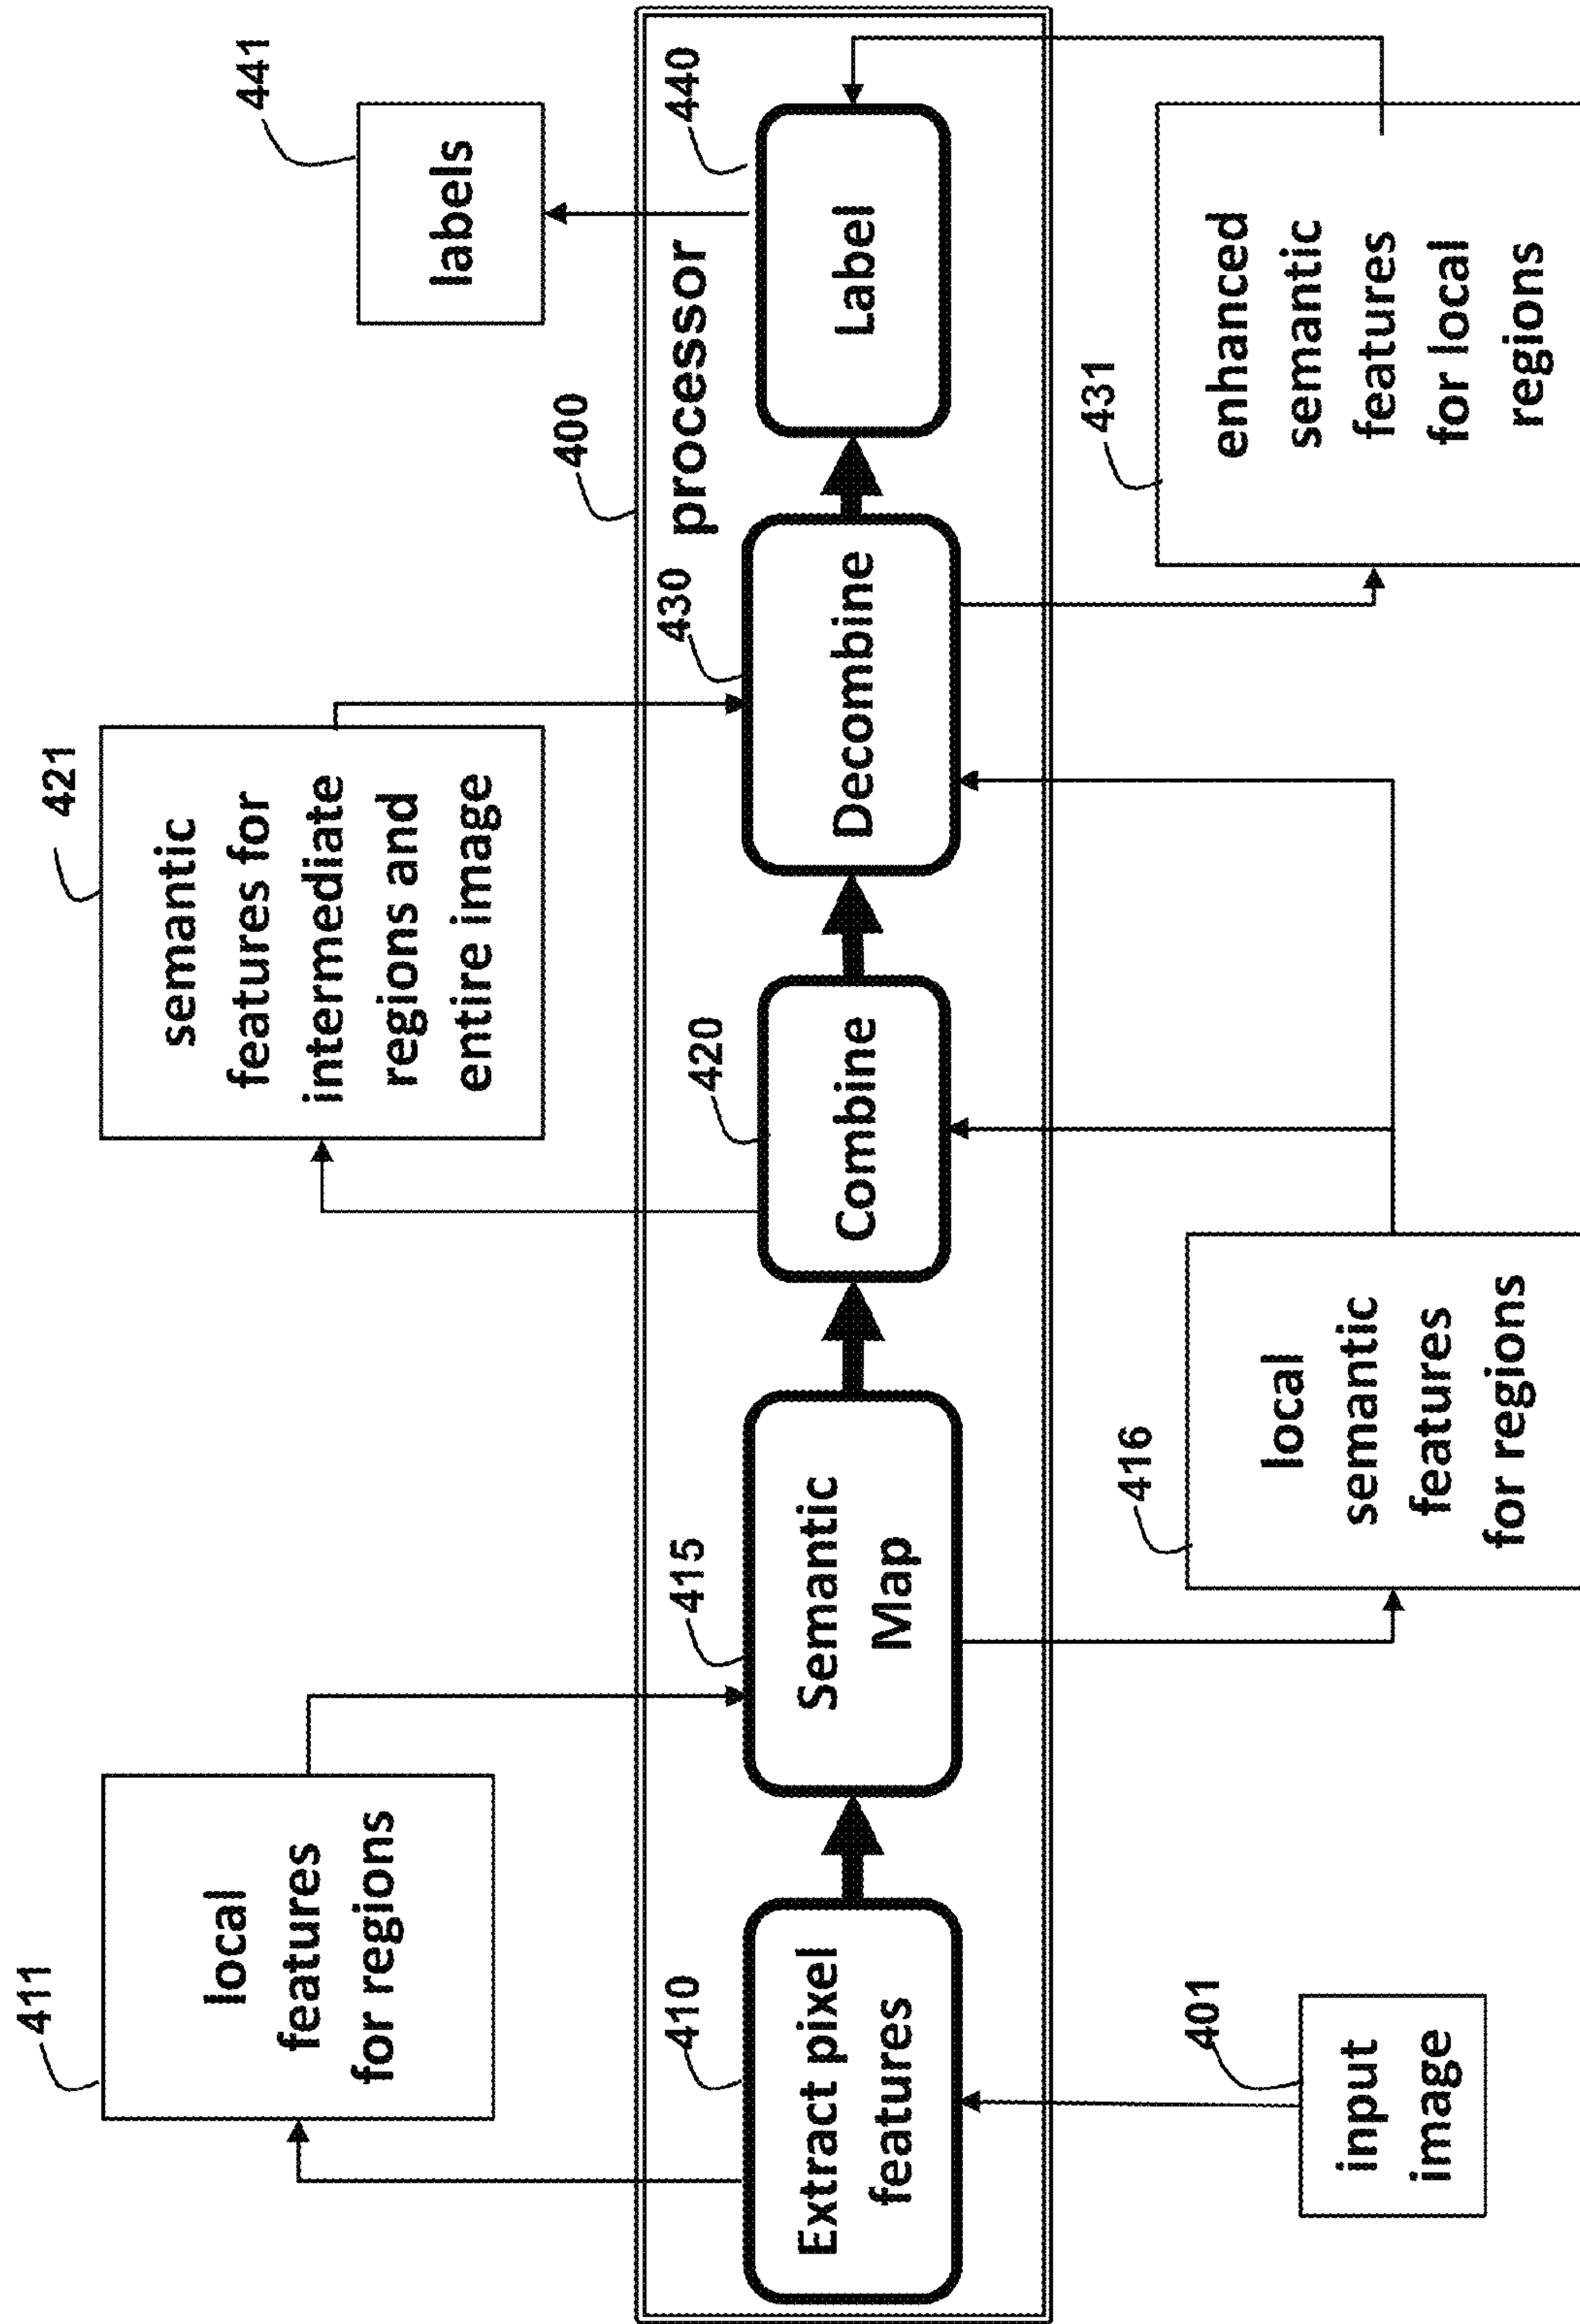 411
local
features
for regions
421
semantic
features for
intermediate
regions and
entire image
441
labels
400
processor
410
Extract pixel
features
415
Semantic
Map
420
Combine
430
Decombine
440
Label
401
input
image
416
local
semantic
features
for regions
431
enhanced
semantic
features
for local
regions